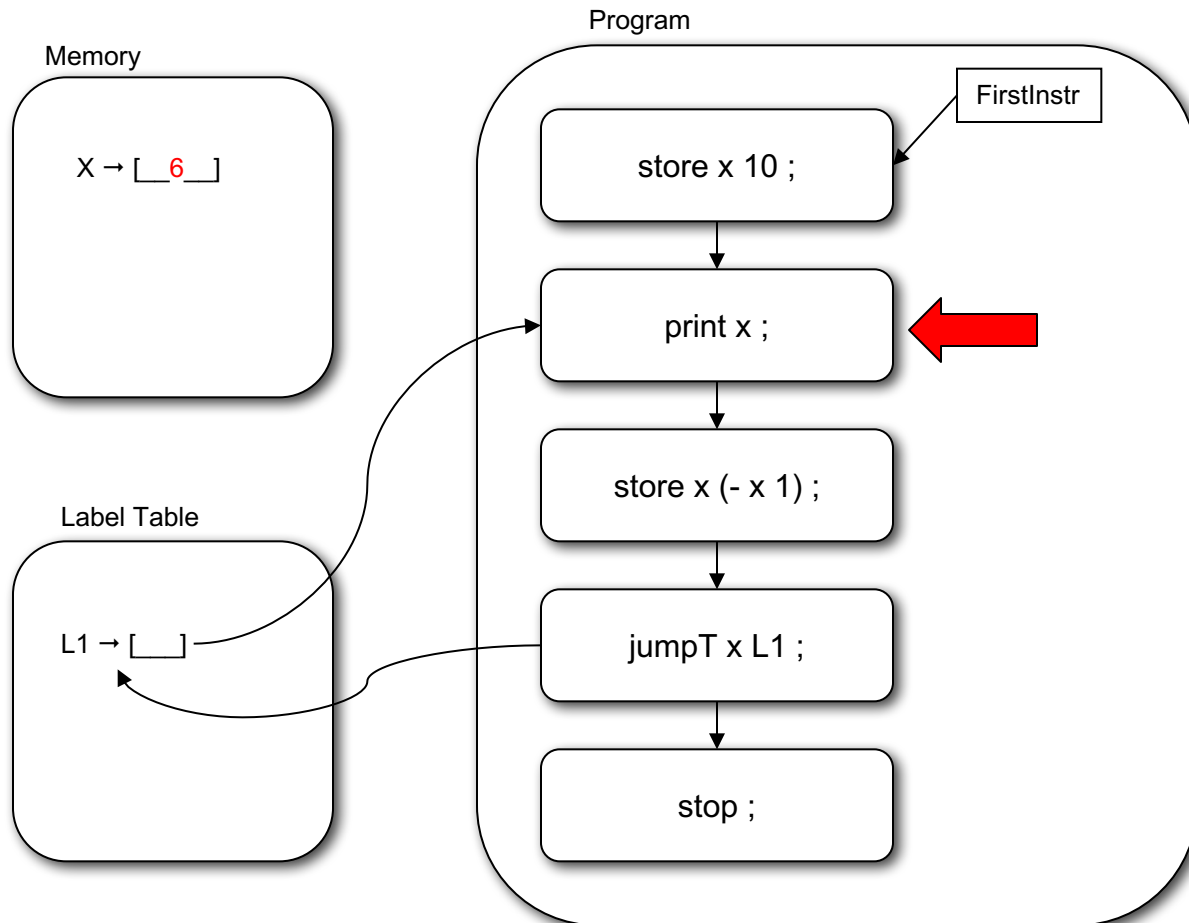 Program
Memory
FirstInstr
X → [__6__]
store x 10 ;
print x ;
store x (- x 1) ;
Label Table
L1 → [___]
jumpT x L1 ;
stop ;